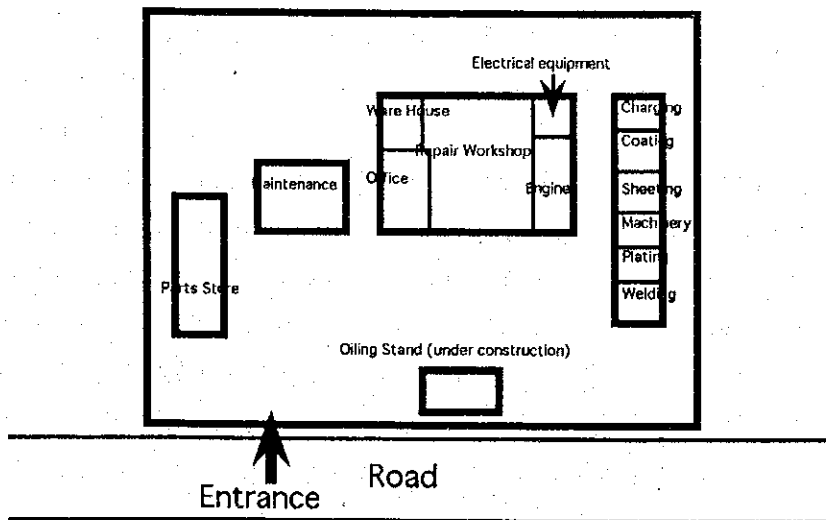 Electrical equipment
Ware House
Charging
Coating
Repair Workshop
Office
Maintenance
Engine
Sheeting
Machinery
Plating
Parts Store
Welding
Oiling Stand (under construction)
Road
Entrance